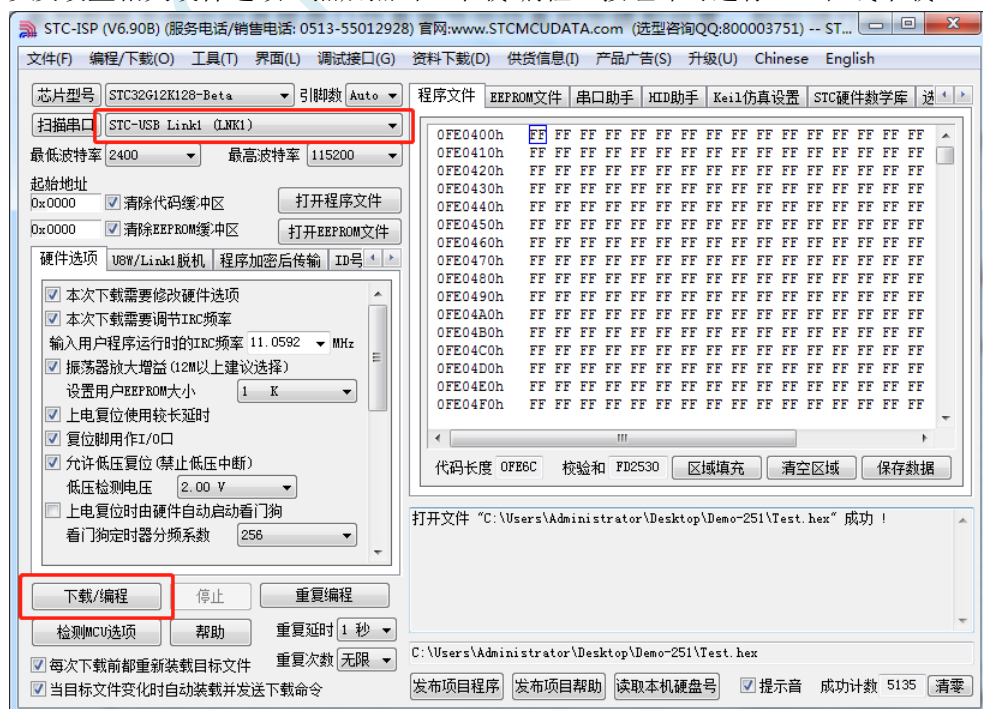 STC-ISP (V6.90B) (服务电话/销售电话: 0513-55012928) 官网:www.STCMCUDATA.com (选型咨询QQ:800003751) -- ST...
文件(F) 编程/下载(O) 工具(T) 界面(L) 调试接口(G) 资料下载(D) 供货信息(I) 产品广告(S) 升级(U) Chinese English
芯片型号 STC32G12K128-Beta 引脚数 Auto
扫描串口 STC-USB Link1 (LNK1)
最低波特率 2400 最高波特率 115200
起始地址
0x0000 清除代码缓冲区 打开程序文件
0x0000 清除EEPROM缓冲区 打开EEPROM文件
硬件选项 U8W/Link1脱机 程序加密后传输 ID号
本次下载需要修改硬件选项
本次下载需要调节IRC频率
输入用户程序运行时的IRC频率 11.0592 MHz
振荡器放大增益(12M以上建议选择)
设置用户EEPROM大小 1 K
上电复位使用较长延时
复位脚用作I/O口
允许低压复位(禁止低压中断)
低压检测电压 2.00 V
上电复位时由硬件自动启动看门狗
看门狗定时器分频系数 256
下载/编程 停止 重复编程
检测MCU选项 帮助 重复延时 1 秒
每次下载前都重新装载目标文件 重复次数 无限
当目标文件变化时自动装载并发送下载命令
程序文件 EEPROM文件 串口助手 HID助手 Keil仿真设置 STC硬件数学库 选
0FE0400h FF FF FF FF FF FF FF FF FF FF FF FF FF FF FF FF
0FE0410h FF FF FF FF FF FF FF FF FF FF FF FF FF FF FF FF
0FE0420h FF FF FF FF FF FF FF FF FF FF FF FF FF FF FF FF
0FE0430h FF FF FF FF FF FF FF FF FF FF FF FF FF FF FF FF
0FE0440h FF FF FF FF FF FF FF FF FF FF FF FF FF FF FF FF
0FE0450h FF FF FF FF FF FF FF FF FF FF FF FF FF FF FF FF
0FE0460h FF FF FF FF FF FF FF FF FF FF FF FF FF FF FF FF
0FE0470h FF FF FF FF FF FF FF FF FF FF FF FF FF FF FF FF
0FE0480h FF FF FF FF FF FF FF FF FF FF FF FF FF FF FF FF
0FE0490h FF FF FF FF FF FF FF FF FF FF FF FF FF FF FF FF
0FE04A0h FF FF FF FF FF FF FF FF FF FF FF FF FF FF FF FF
0FE04B0h FF FF FF FF FF FF FF FF FF FF FF FF FF FF FF FF
0FE04C0h FF FF FF FF FF FF FF FF FF FF FF FF FF FF FF FF
0FE04D0h FF FF FF FF FF FF FF FF FF FF FF FF FF FF FF FF
0FE04E0h FF FF FF FF FF FF FF FF FF FF FF FF FF FF FF FF
0FE04F0h FF FF FF FF FF FF FF FF FF FF FF FF FF FF FF FF
代码长度 0FE6C 校验和 FD2530 区域填充 清空区域 保存数据
打开文件 "C:\Users\Administrator\Desktop\Demo-251\Test.hex" 成功 !
C:\Users\Administrator\Desktop\Demo-251\Test.hex
发布项目程序 发布项目帮助 读取本机硬盘号 提示音 成功计数 5135 清零